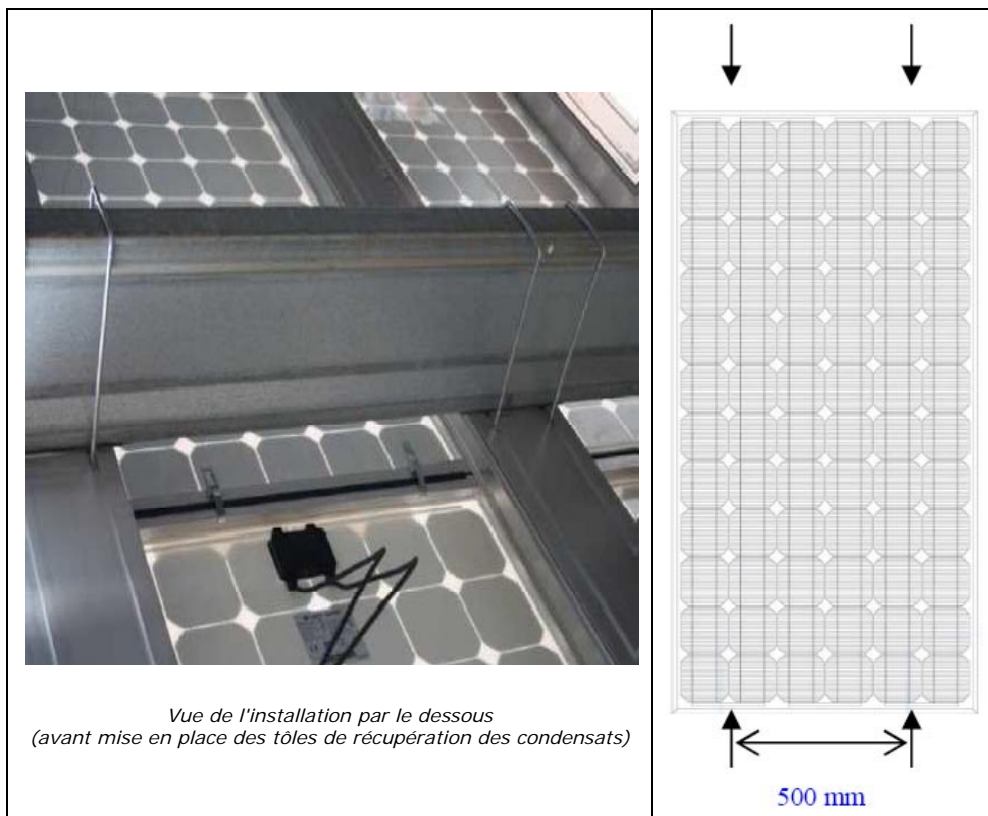 Vue de l'installation par le dessous
(avant mise en place des tôles de récupération des condensats)
500 mm